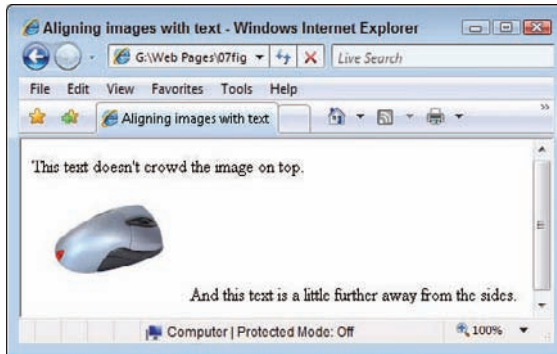 Aligning images with text - Windows Internet Explorer
G:\Web Pages\07fig
Live Search
File Edit View Favorites Tools Help
Aligning images with text
This text doesn't crowd the image on top.
And this text is a little further away from the sides.
Computer | Protected Mode: Off
100%